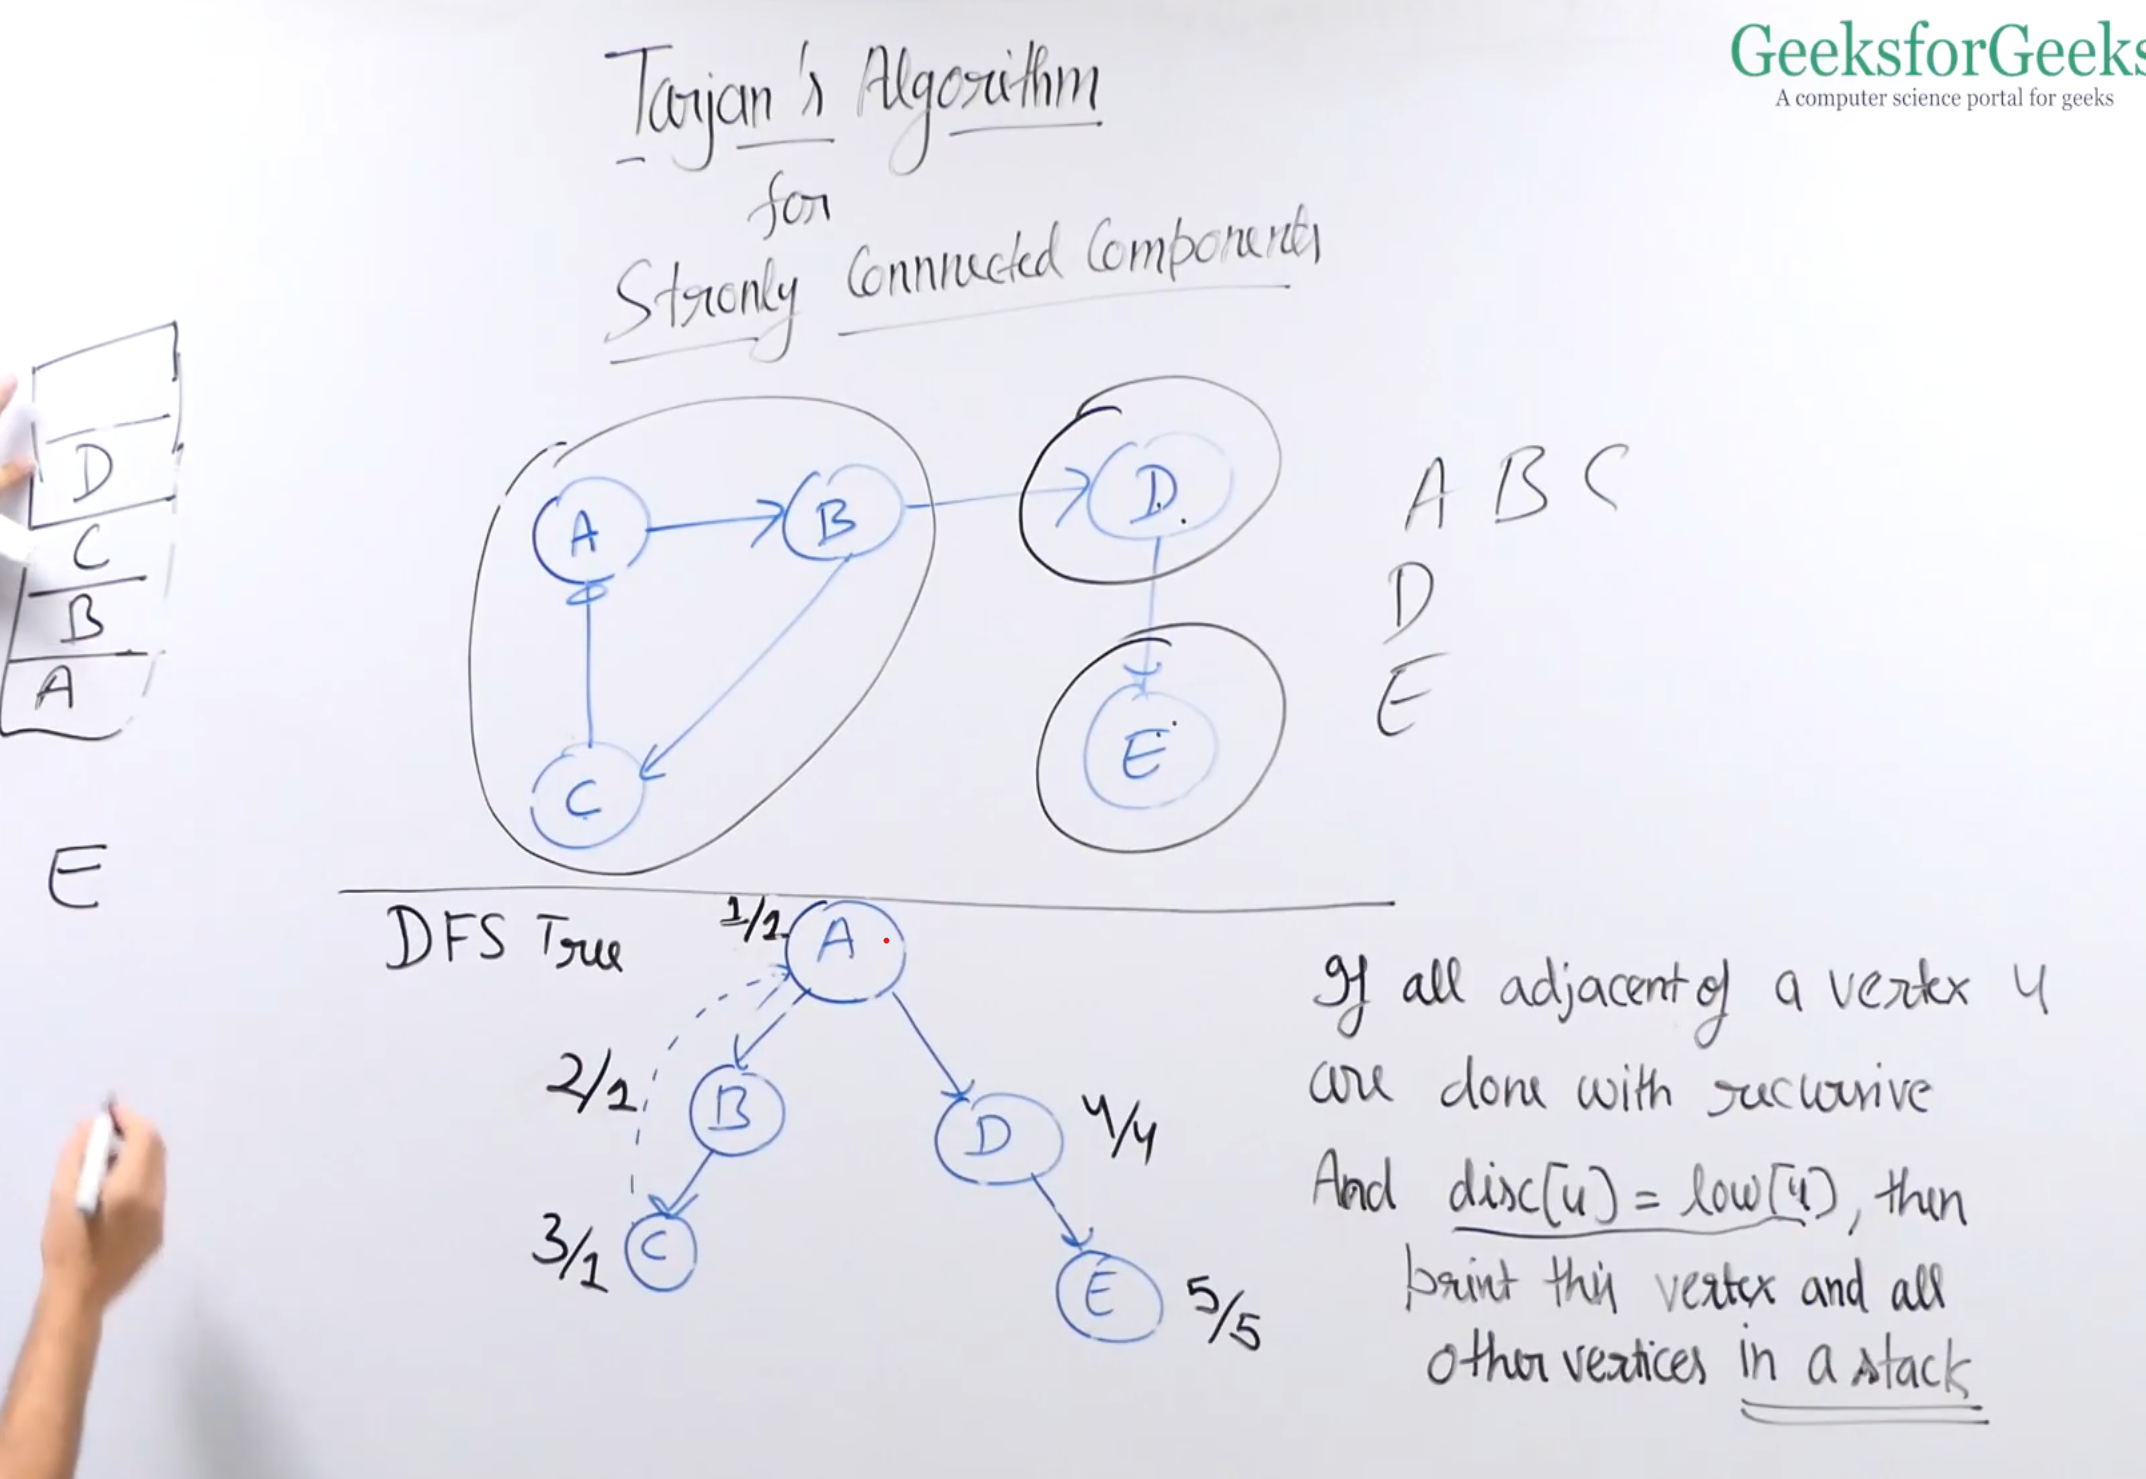 GeeksforGeeks
A computer science portal for geeks
Tarjan's Algorithm
for
Stronly Connnected Components
D
C
B
A
E
A
B
D
C
E
A B C
D
E
DFS Tree
1/1
A
2/1
B
D
4/4
3/1
C
E
5/5
If all adjacent of a vertex u
are done with recursive
And disc[u] = low[u], then
print this vertex and all
other vertices in a stack